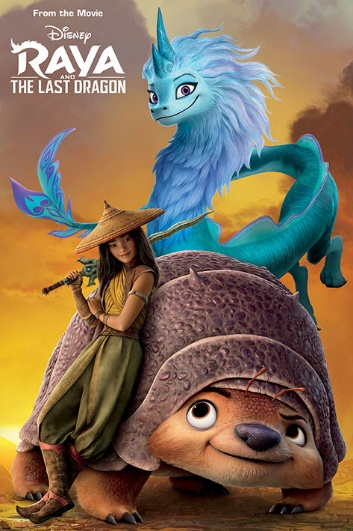 From the Movie
Disney
RAYA
AND
THE LAST DRAGON